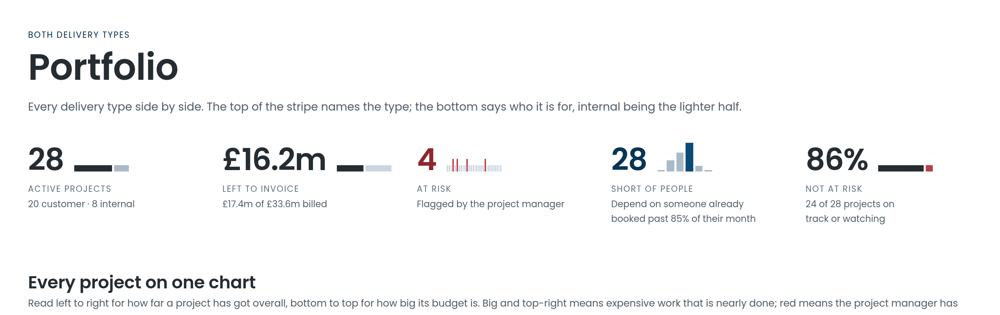 BOTH DELIVERY TYPES
Portfolio
Every delivery type side by side. The top of the stripe names the type; the bottom says who it is for, internal being the lighter half.
28
ACTIVE PROJECTS
20 customer · 8 internal
£16.2m
LEFT TO INVOICE
£17.4m of £33.6m billed
4
AT RISK
Flagged by the project manager
28
SHORT OF PEOPLE
Depend on someone already
booked past 85% of their month
86%
NOT AT RISK
24 of 28 projects on
track or watching
Every project on one chart
Read left to right for how far a project has got overall, bottom to top for how big its budget is. Big and top-right means expensive work that is nearly done; red means the project manager has